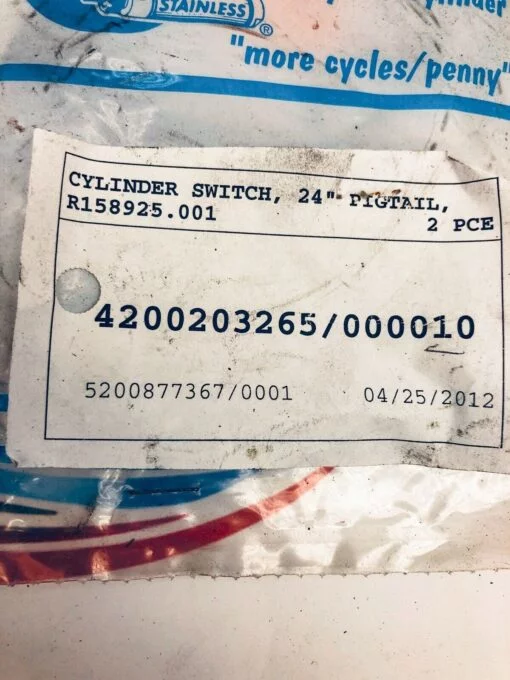 STAINLESS
®
"more cycles/penny"
CYLINDER SWITCH, 24" PIGTAIL,
R158925.001 2 PCE
4200203265/000010
5200877367/0001 04/25/2012